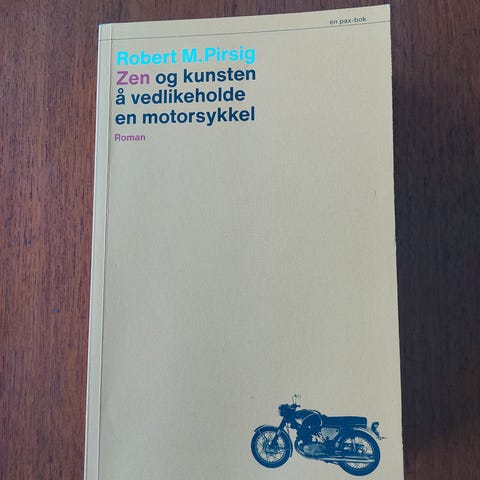 en pax-bok
Robert M. Pirsig
Zen og kunsten
å vedlikeholde
en motorsykkel
Roman